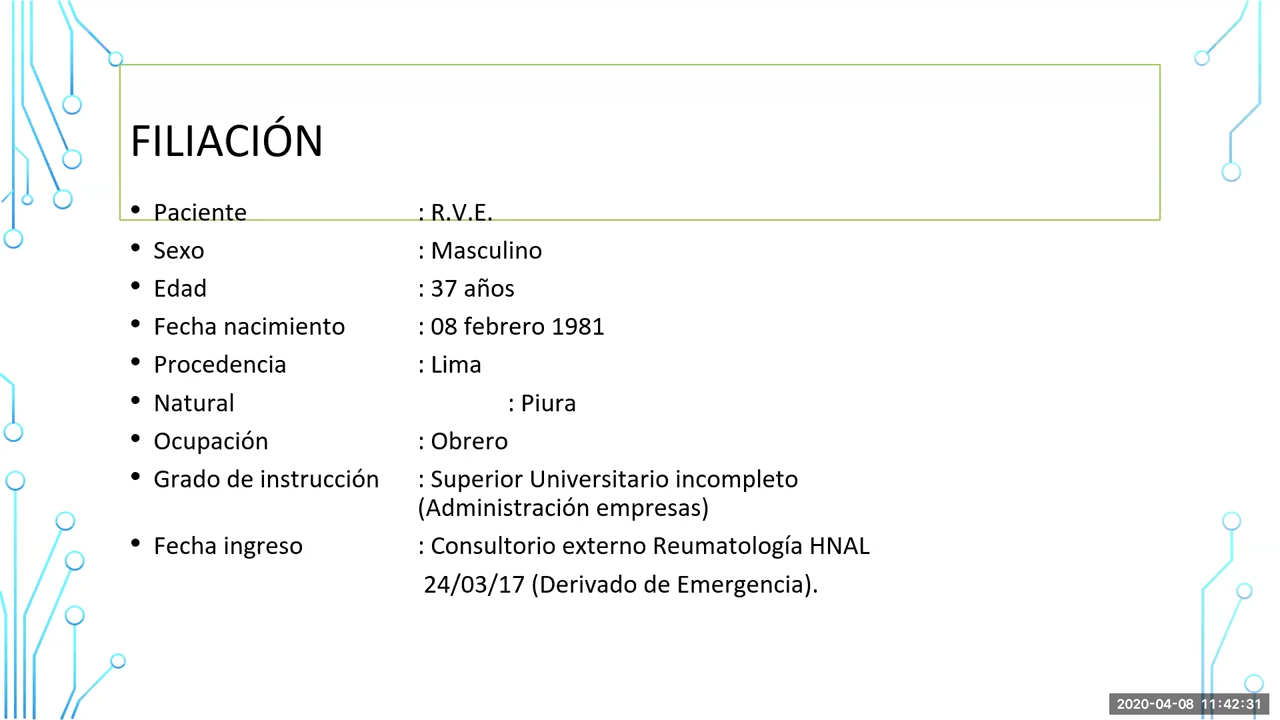 FILIACIÓN
• Paciente : R.V.E.
• Sexo : Masculino
• Edad : 37 años
• Fecha nacimiento : 08 febrero 1981
• Procedencia : Lima
• Natural : Piura
• Ocupación : Obrero
• Grado de instrucción : Superior Universitario incompleto
(Administración empresas)
• Fecha ingreso : Consultorio externo Reumatología HNAL
24/03/17 (Derivado de Emergencia).
2020-04-08 11:42:31